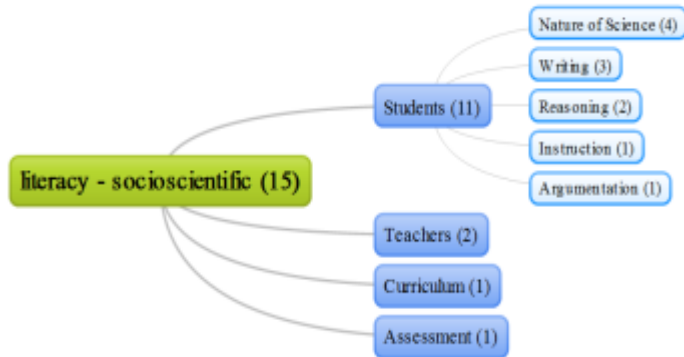 literacy - socioscientific (15)
Students (11)
Nature of Science (4)
Writing (3)
Reasoning (2)
Instruction (1)
Argumentation (1)
Teachers (2)
Curriculum (1)
Assessment (1)